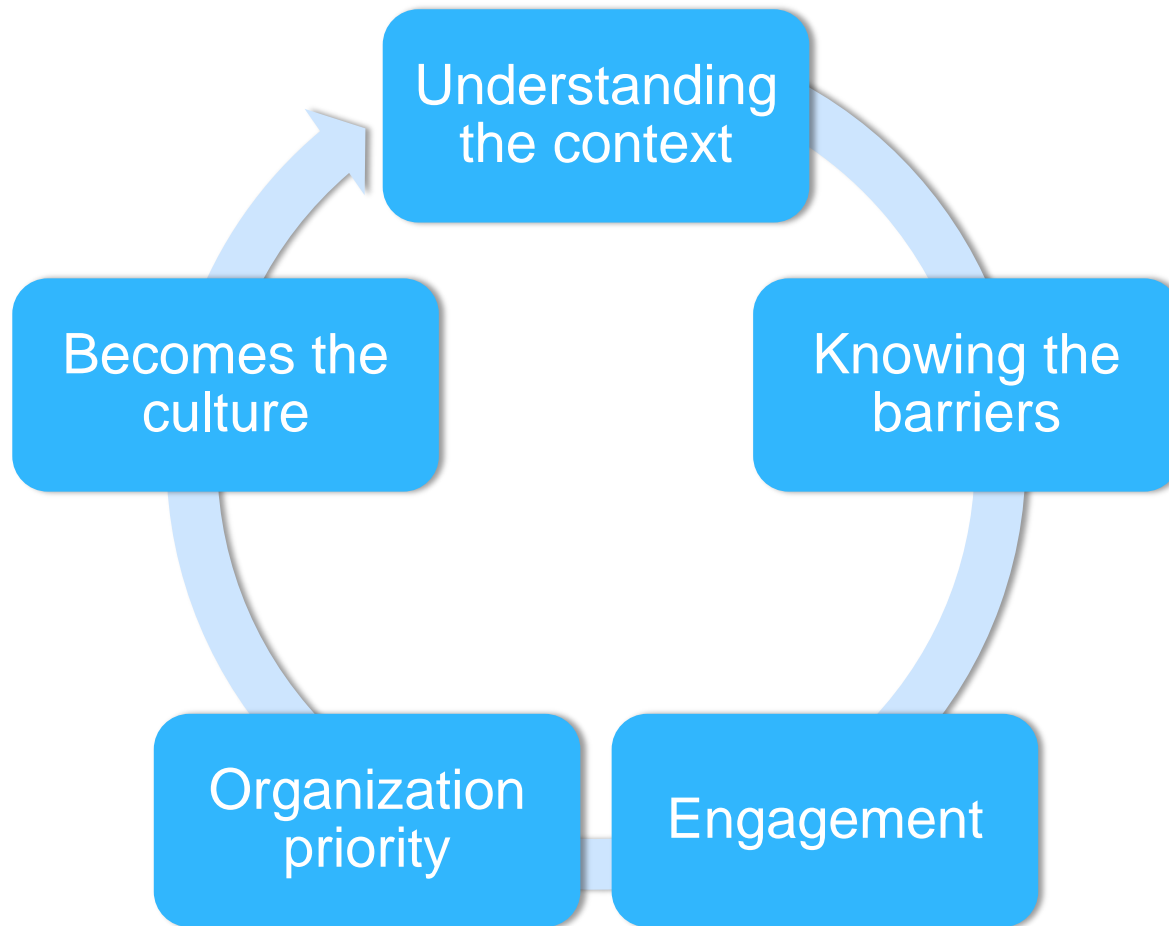 Understanding
the context
Knowing the
barriers
Engagement
Organization
priority
Becomes the
culture